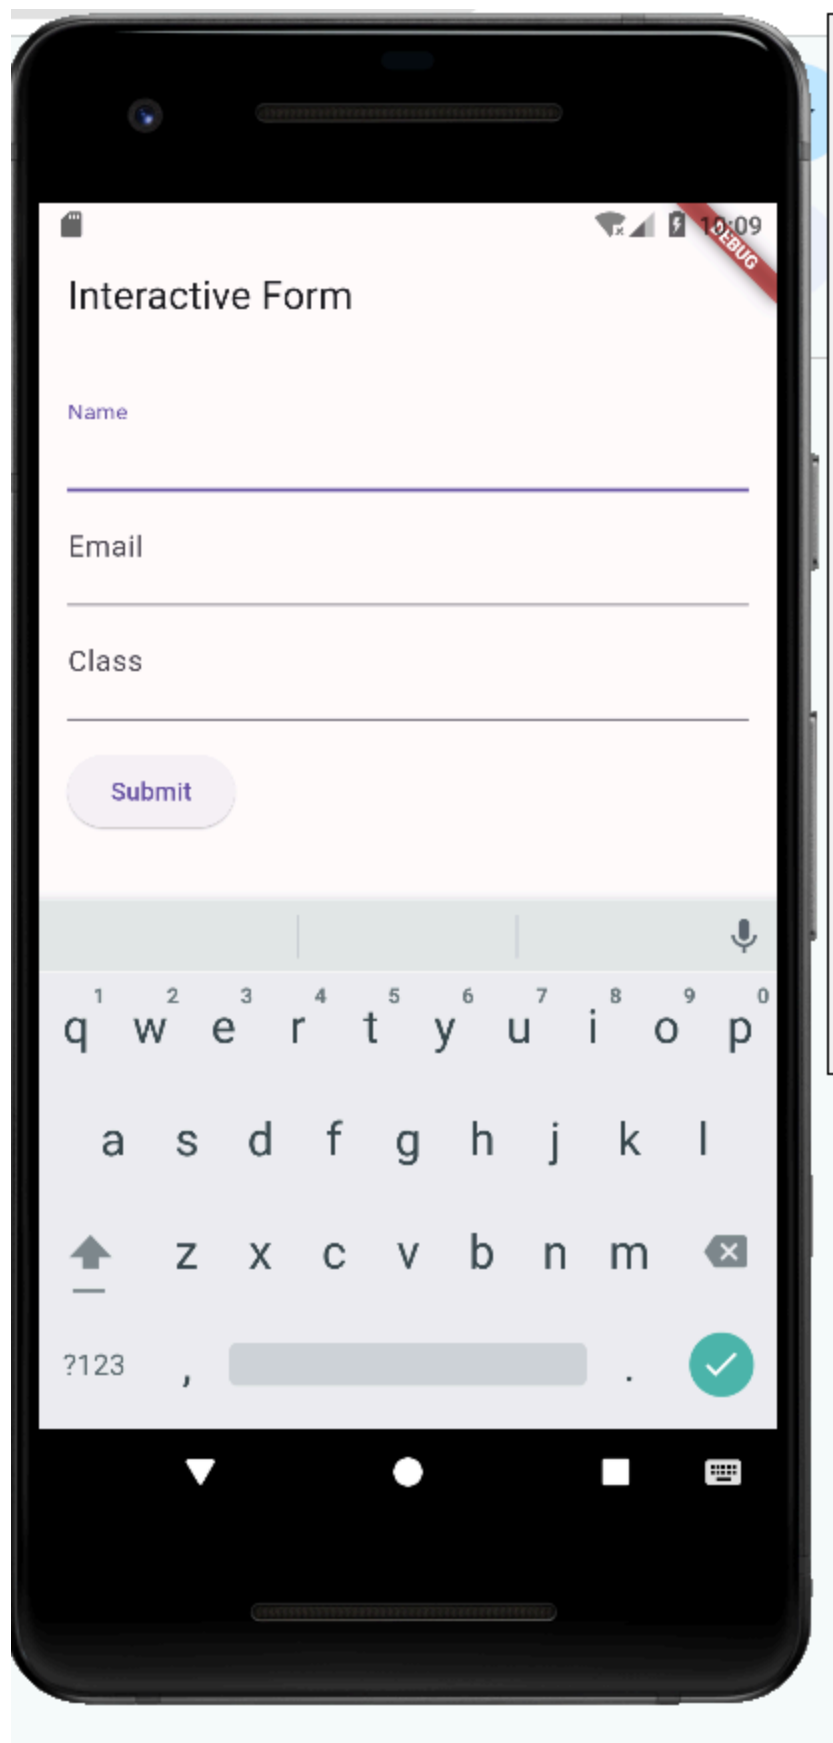 10:09
DEBUG
Interactive Form
Name
Email
Class
Submit
1 2 3 4 5 6 7 8 9 0
q w e r t y u i o p
a s d f g h j k l
z x c v b n m
?123 , .